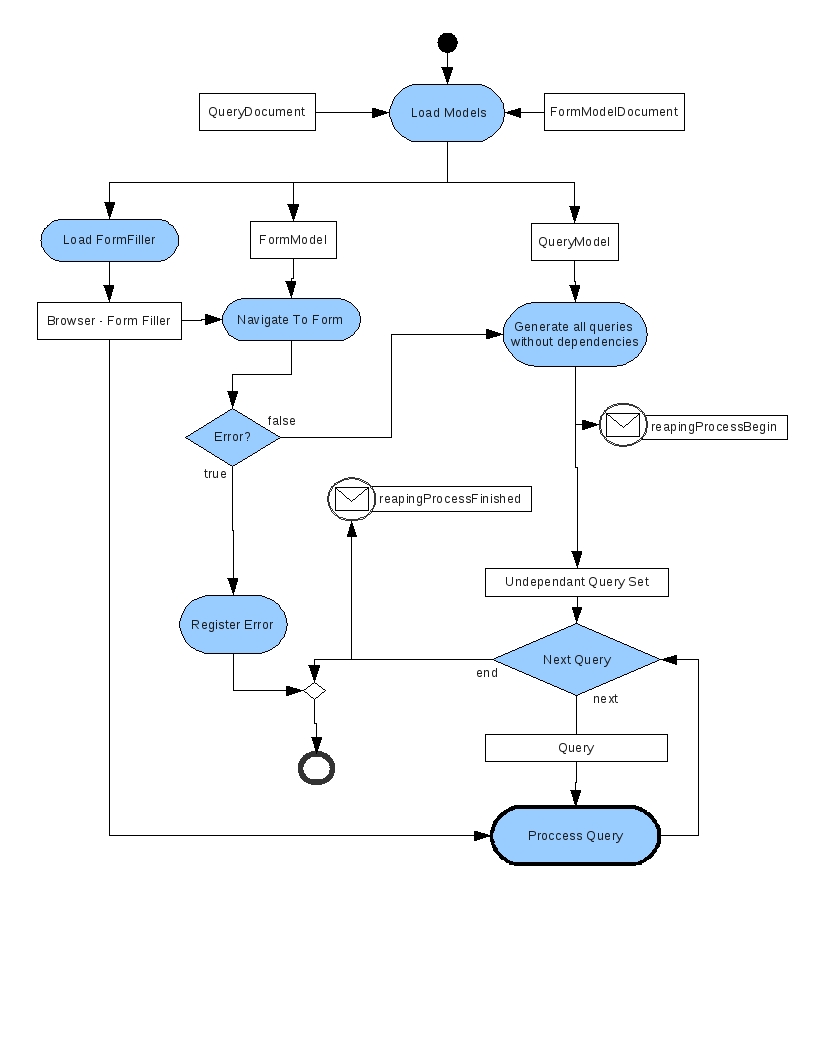 QueryDocument
Load Models
FormModelDocument
Load FormFiller
FormModel
QueryModel
Browser - Form Filler
Navigate To Form
Generate all queries
without dependencies
false
Error?
true
reapingProcessBegin
reapingProcessFinished
Undependant Query Set
Register Error
Next Query
end
next
Query
Proccess Query